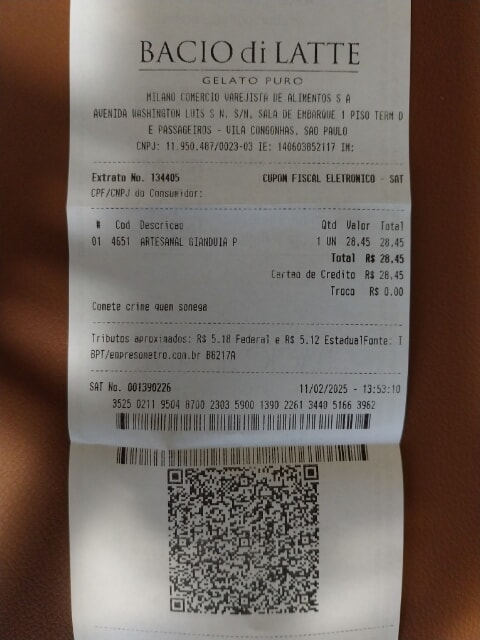 BACIO di LATTE
GELATO PURO
MILANO COMERCIO VAREJISTA DE ALIMENTOS S A
AVENIDA WASHINGTON LUIS S N, S/N, SALA DE EMBARQUE 1 PISO TERM D
E PASSAGEIROS - VILA CONGONHAS, SAO PAULO
CNPJ: 11.950.487/0023-03 IE: 140603852117 IM:
Extrato No. 134405 CUPOM FISCAL ELETRONICO - SAT
CPF/CNPJ do Consumidor:
# Cod Descricao Qtd Valor Total
01 4651 ARTESANAL GIANDUIA P 1 UN 28.45 28.45
Total R$ 28.45
Cartao de Credito R$ 28.45
Troco R$ 0.00
Comete crime quem sonega
Tributos aproximados: R$ 5.18 Federal e R$ 5.12 EstadualFonte: I
BPT/empresometro.com.br B6217A
SAT No. 001390226 11/02/2025 - 13:53:10
3525 0211 9504 8700 2303 5900 1390 2261 3440 5166 3962